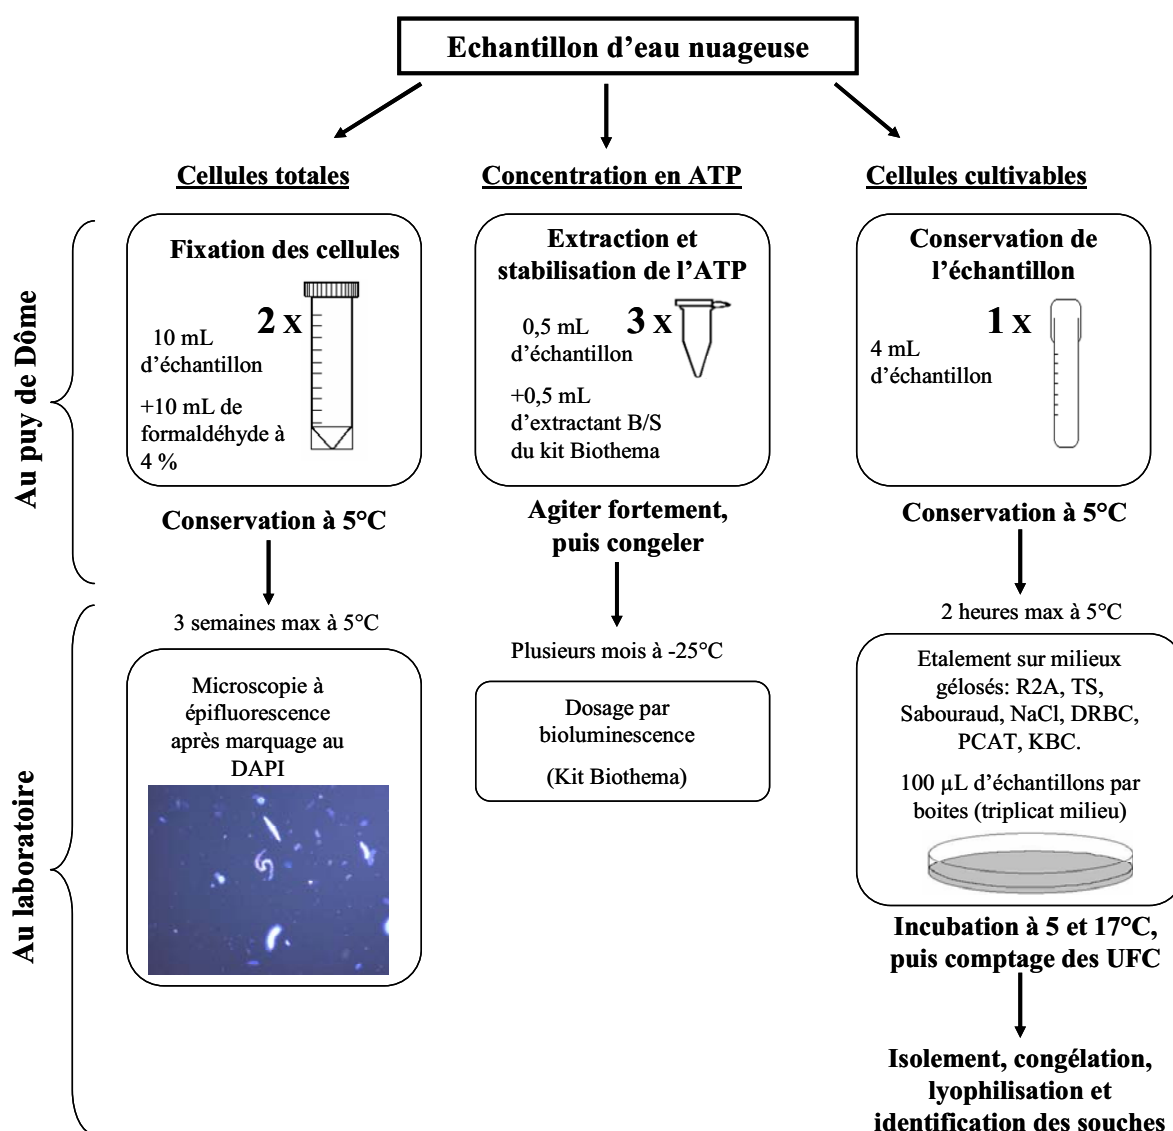 Echantillon d'eau nuageuse
Cellules totales
Concentration en ATP
Cellules cultivables
Au puy de Dôme
Fixation des cellules
2 x
10 mL
d'échantillon
+10 mL de
formaldéhyde à
4 %
Conservation à 5°C
Extraction et
stabilisation de l'ATP
3 x
0,5 mL
d'échantillon
+0,5 mL
d'extractant B/S
du kit Biothema
Agiter fortement,
puis congeler
Conservation de
l'échantillon
1 x
4 mL
d'échantillon
Conservation à 5°C
Au laboratoire
3 semaines max à 5°C
Microscopie à
épifluorescence
après marquage au
DAPI
Plusieurs mois à -25°C
Dosage par
bioluminescence
(Kit Biothema)
2 heures max à 5°C
Etalement sur milieux
gélosés: R2A, TS,
Sabouraud, NaCl, DRBC,
PCAT, KBC.
100 µL d'échantillons par
boites (triplicat milieu)
Incubation à 5 et 17°C,
puis comptage des UFC
Isolement, congélation,
lyophilisation et
identification des souches